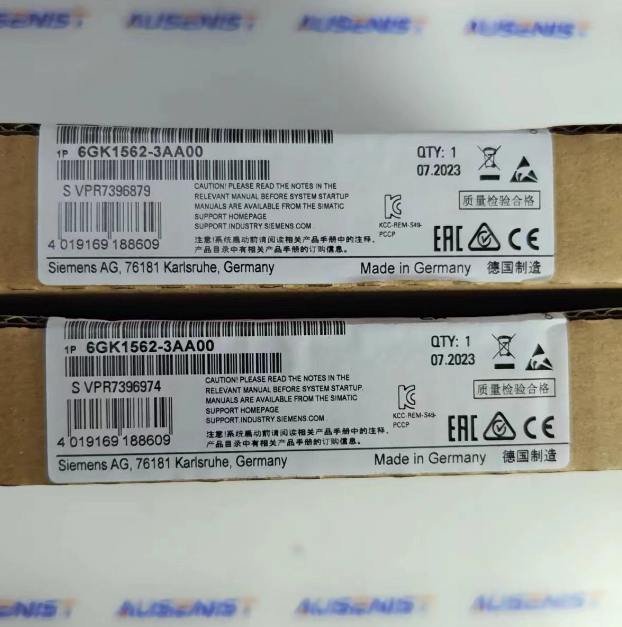 AUSENIST
AUSENIST
AUSENIST
1P 6GK1562-3AA00
QTY: 1
07.2023
S VPR7396879
CAUTION! PLEASE READ THE NOTES IN THE
RELEVANT MANUAL BEFORE SYSTEM STARTUP.
MANUALS ARE AVAILABLE FROM THE SIMATIC
SUPPORT HOMEPAGE
SUPPORT.INDUSTRY.SIEMENS.COM
注意!系统启动前请阅读相关产品手册中的注释,
产品目录中有相关手册的订购信息。
KCC-REM-S49-
PCCP
质量检验合格
EAC CE
4 019169 188609
Siemens AG, 76181 Karlsruhe, Germany
Made in Germany 德国制造
1P 6GK1562-3AA00
QTY: 1
07.2023
S VPR7396974
CAUTION! PLEASE READ THE NOTES IN THE
RELEVANT MANUAL BEFORE SYSTEM STARTUP.
MANUALS ARE AVAILABLE FROM THE SIMATIC
SUPPORT HOMEPAGE
SUPPORT.INDUSTRY.SIEMENS.COM
注意!系统启动前请阅读相关产品手册中的注释,
产品目录中有相关手册的订购信息。
KCC-REM-S49-
PCCP
质量检验合格
EAC CE
4 019169 188609
Siemens AG, 76181 Karlsruhe, Germany
Made in Germany 德国制造
AUSENIST
AUSENIST
AUSENIST